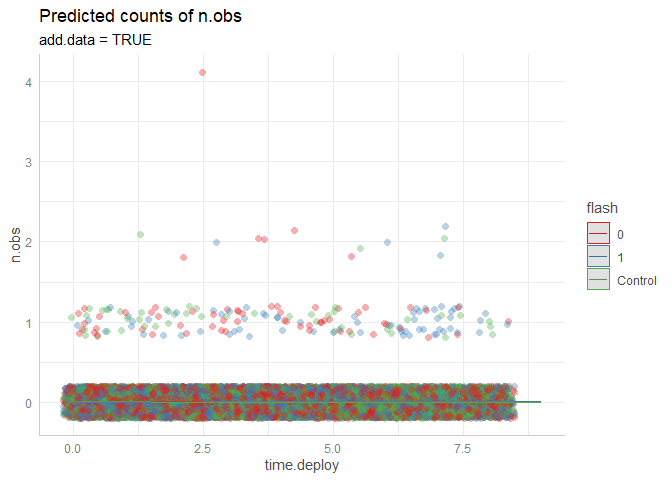 Predicted counts of n.obs
add.data = TRUE
4
3
2
1
0
n.obs
0.0
2.5
5.0
7.5
time.deploy
flash
0
1
Control